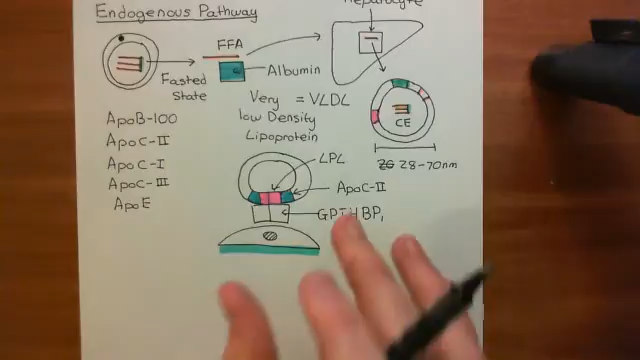 Endogenous Pathway
Hepatocyte
FFA
Albumin
Fasted
State
Very = VLDL
low Density
Lipoprotein
CE
28-70nm
ApoB-100
ApoC-II
ApoC-I
ApoC-III
ApoE
LPL
ApoC-II
GPIHBP1